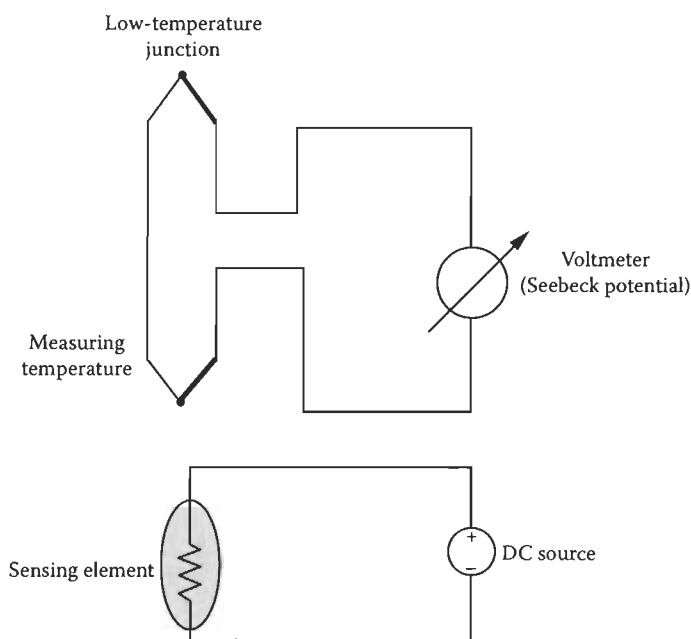 Low-temperature
junction
Voltmeter
(Seebeck potential)
Measuring
temperature
+
−
DC source
Sensing element